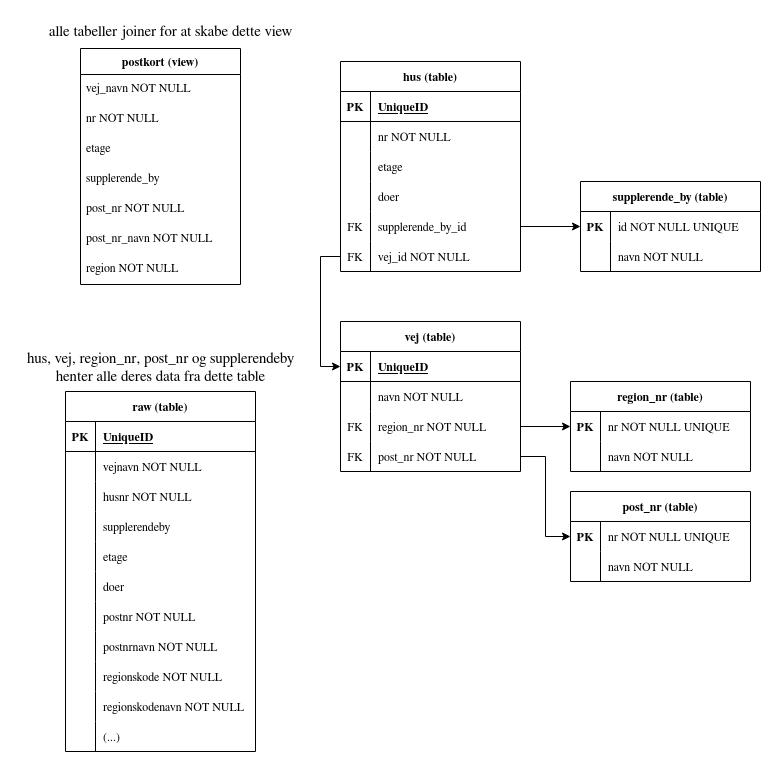 alle tabeller joiner for at skabe dette view
postkort (view)
vej_navn NOT NULL
nr NOT NULL
etage
supplerende_by
post_nr NOT NULL
post_nr_navn NOT NULL
region NOT NULL
hus (table)
PK UniqueID
nr NOT NULL
etage
doer
FK supplerende_by_id
FK vej_id NOT NULL
supplerende_by (table)
PK id NOT NULL UNIQUE
navn NOT NULL
vej (table)
PK UniqueID
navn NOT NULL
FK region_nr NOT NULL
FK post_nr NOT NULL
region_nr (table)
PK nr NOT NULL UNIQUE
navn NOT NULL
post_nr (table)
PK nr NOT NULL UNIQUE
navn NOT NULL
hus, vej, region_nr, post_nr og supplerendeby
henter alle deres data fra dette table
raw (table)
PK UniqueID
vejnavn NOT NULL
husnr NOT NULL
supplerendeby
etage
doer
postnr NOT NULL
postnrnavn NOT NULL
regionskode NOT NULL
regionskodenavn NOT NULL
(...)